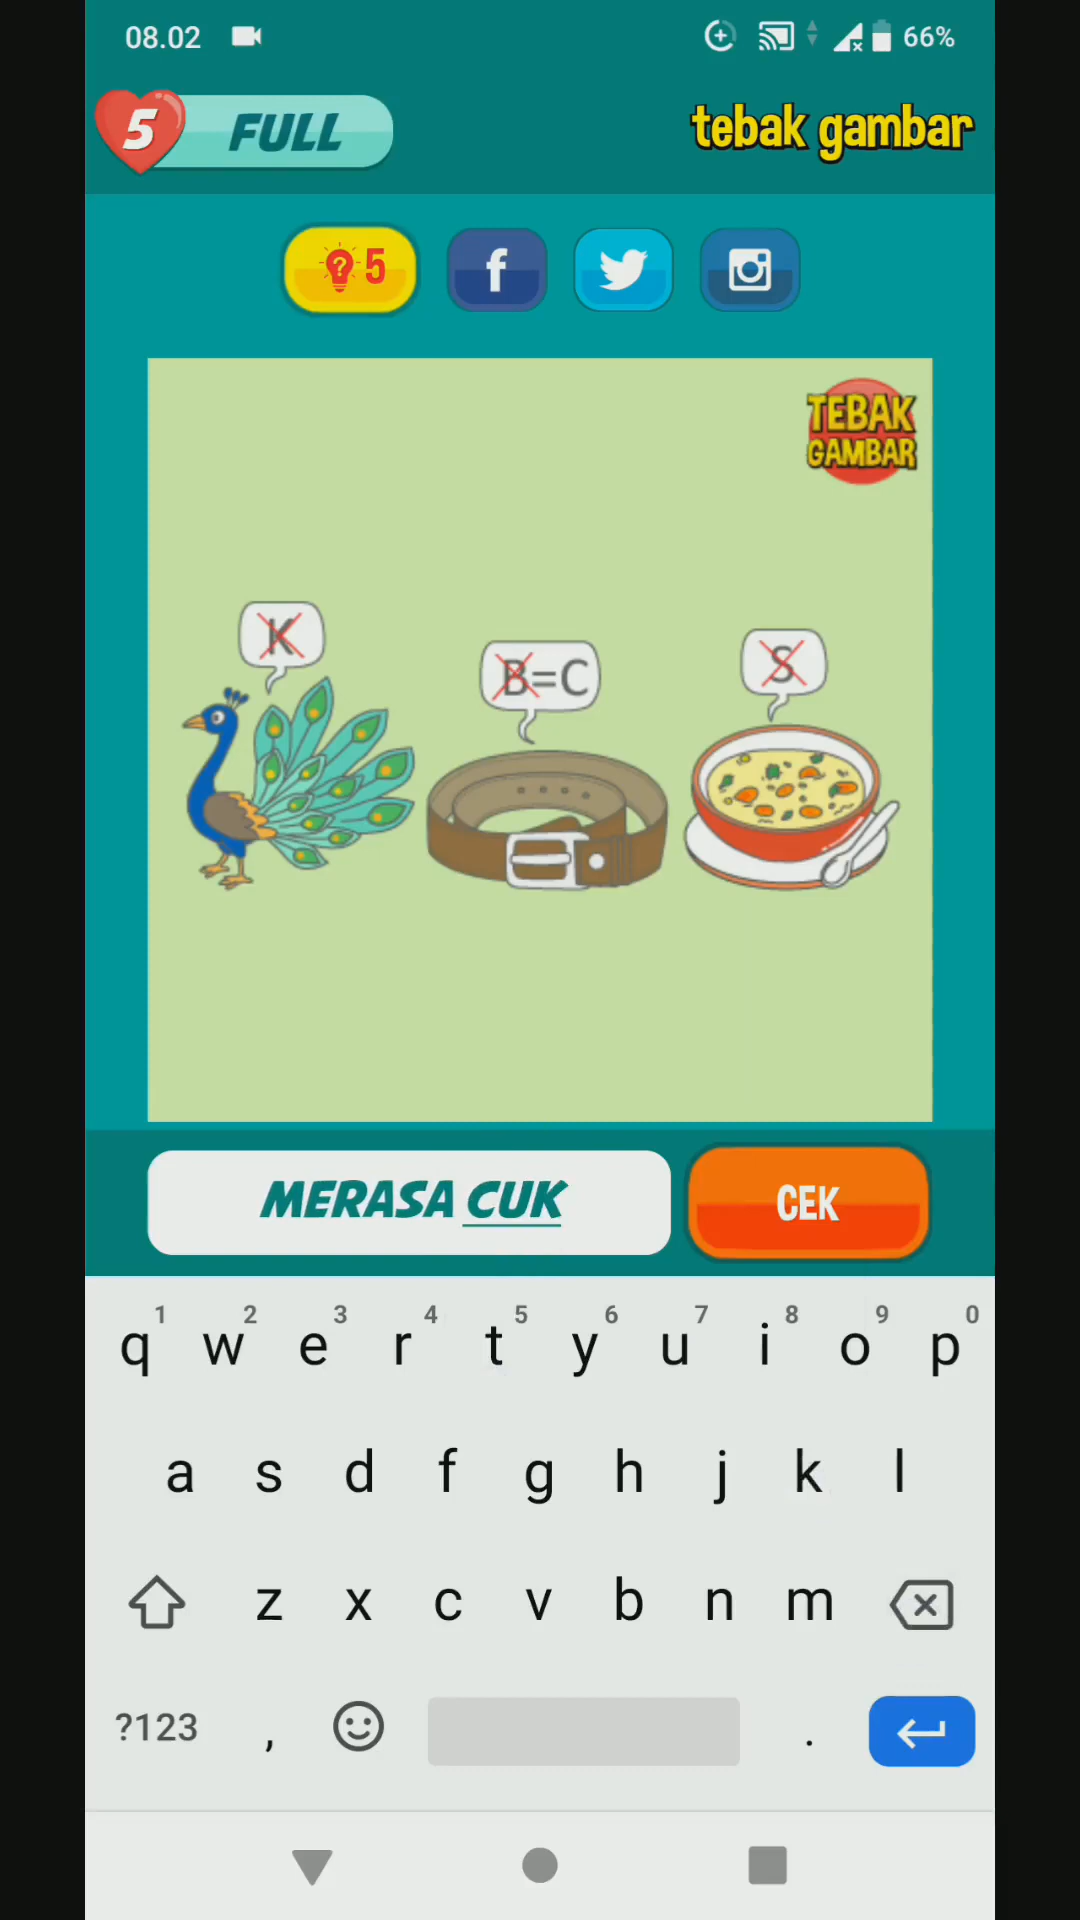 08.02
66%
5
FULL
tebak gambar
? 5
f
TEBAK
GAMBAR
K
B=C
S
MERASA CUK
CEK
1 2 3 4 5 6 7 8 9 0
q w e r t y u i o p
a s d f g h j k l
z x c v b n m
?123 , .